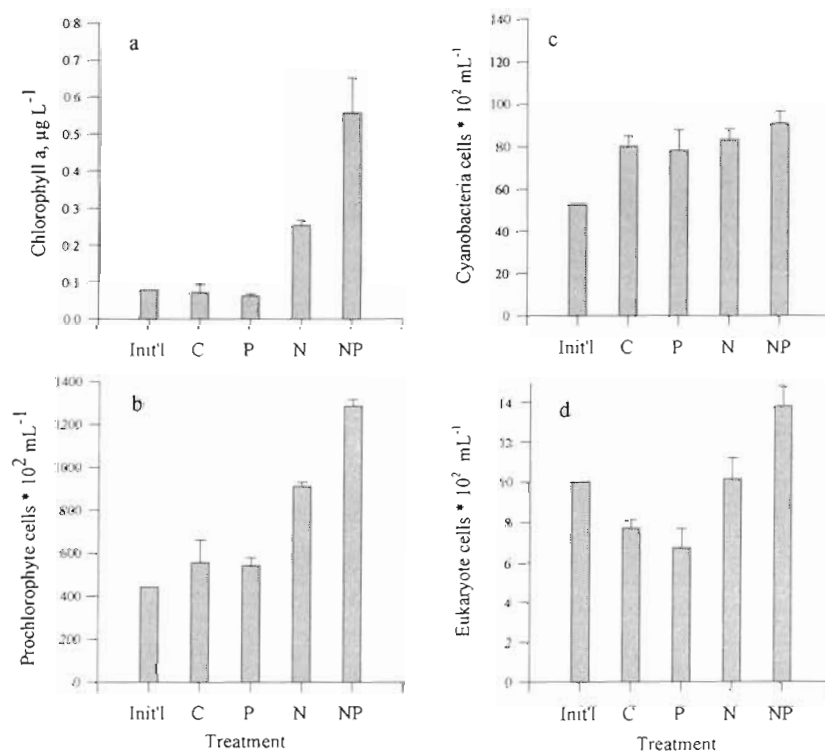 a
Chlorophyll a, µg L⁻¹
0.8
0.7
0.6
0.5
0.4
0.3
0.2
0.1
0.0
Init'l C P N NP
c
Cyanobacteria cells * 10² mL⁻¹
140
120
100
80
60
40
20
0
Init'l C P N NP
b
Prochlorophyte cells * 10² mL⁻¹
1400
1200
1000
800
600
400
200
0
Init'l C P N NP
Treatment
d
Eukaryote cells * 10² mL⁻¹
14
12
10
8
6
4
2
0
Init'l C P N NP
Treatment